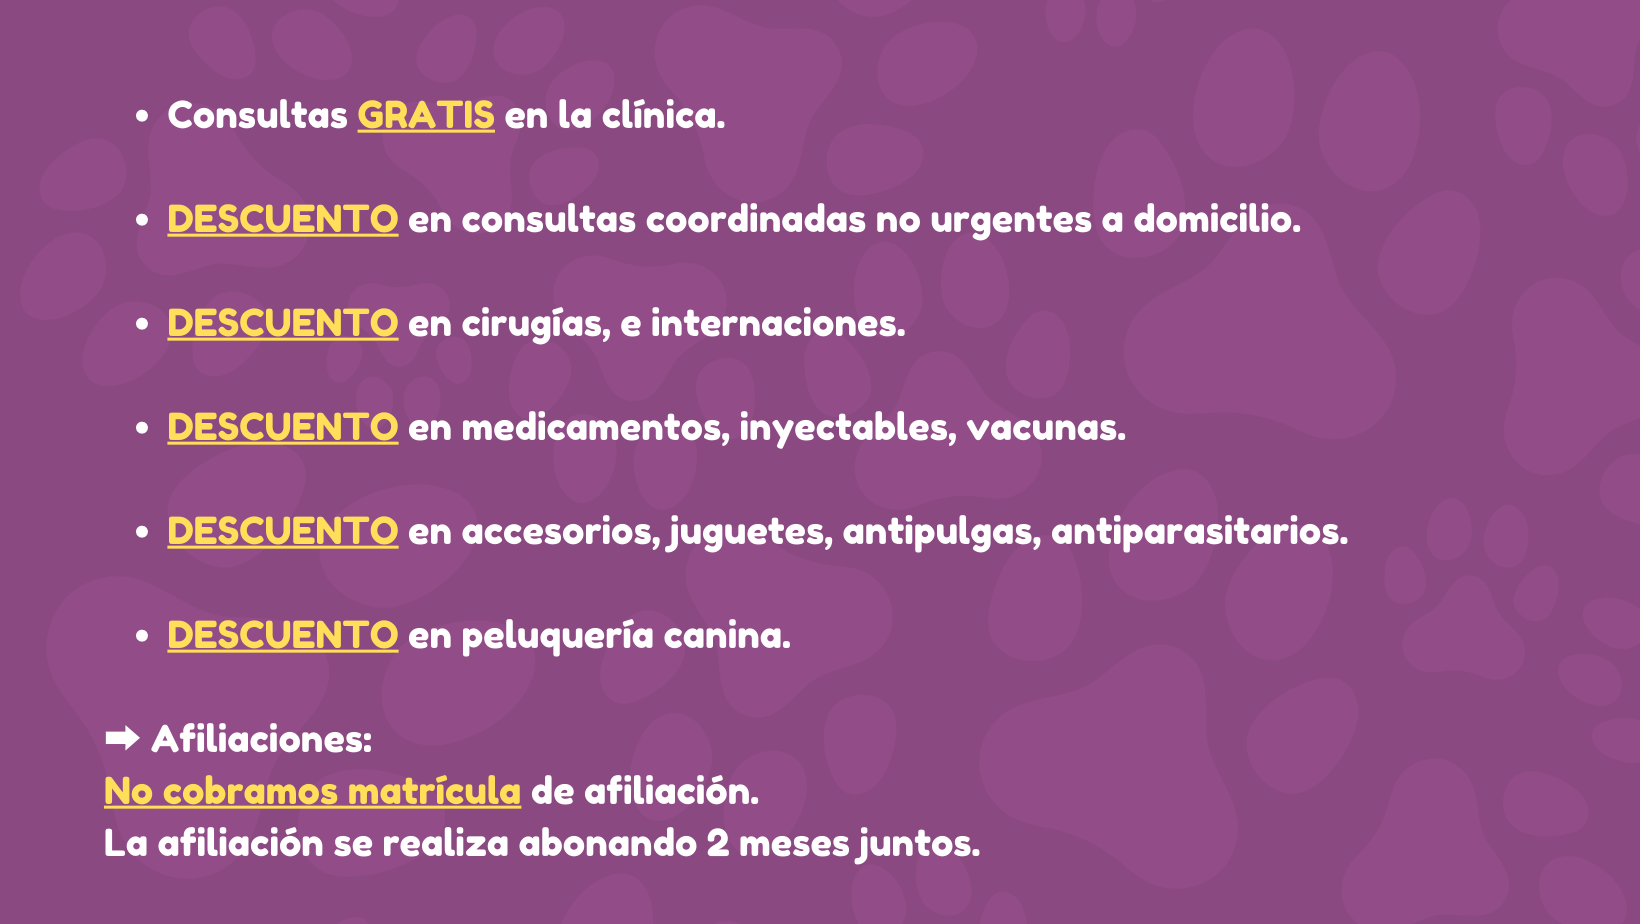 • Consultas GRATIS en la clínica.
• DESCUENTO en consultas coordinadas no urgentes a domicilio.
• DESCUENTO en cirugías, e internaciones.
• DESCUENTO en medicamentos, inyectables, vacunas.
• DESCUENTO en accesorios, juguetes, antipulgas, antiparasitarios.
• DESCUENTO en peluquería canina.
➡ Afiliaciones:
No cobramos matrícula de afiliación.
La afiliación se realiza abonando 2 meses juntos.